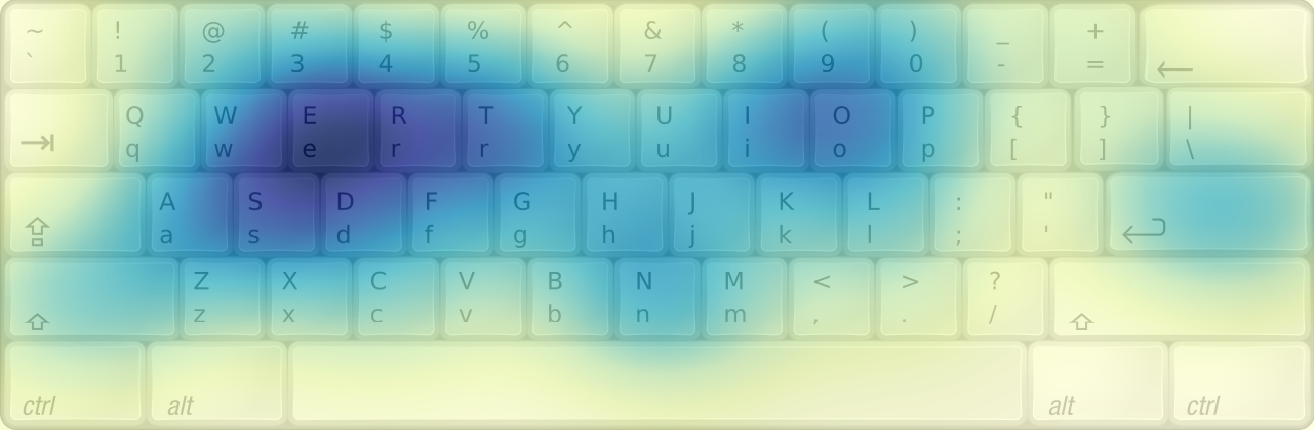 ~ ! @ # $ % ^ & * ( ) _ +
` 1 2 3 4 5 6 7 8 9 0 - =
Q W E R T Y U I O P { } |
q w e r r y u i o p [ ] \
A S D F G H J K L : "
a s d f g h j k l ; '
Z X C V B N M < > ?
z x c v b n m , . /
ctrl alt alt ctrl